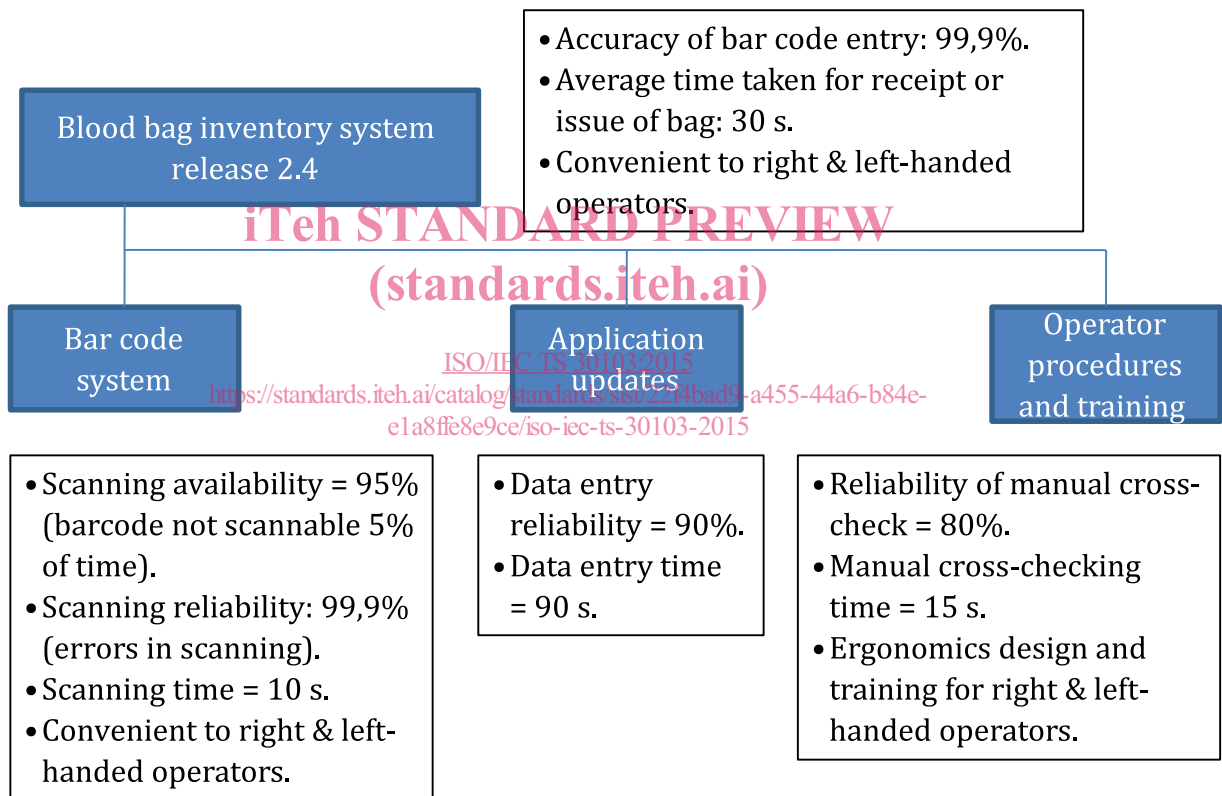 • Accuracy of bar code entry: 99,9%.
• Average time taken for receipt or
issue of bag: 30 s.
• Convenient to right & left-handed
operators.
Blood bag inventory system
release 2.4
iTeh STANDARD PREVIEW
(standards.iteh.ai)
Bar code
system
Application
updates
Operator
procedures
and training
ISO/IEC TS 30103:2015
https://standards.iteh.ai/catalog/standards/sist/22f4bad9-a455-44a6-b84e-
e1a8ffe8e9ce/iso-iec-ts-30103-2015
• Scanning availability = 95%
(barcode not scannable 5%
of time).
• Scanning reliability: 99,9%
(errors in scanning).
• Scanning time = 10 s.
• Convenient to right & left-
handed operators.
• Data entry
reliability = 90%.
• Data entry time
= 90 s.
• Reliability of manual cross-
check = 80%.
• Manual cross-checking
time = 15 s.
• Ergonomics design and
training for right & left-
handed operators.